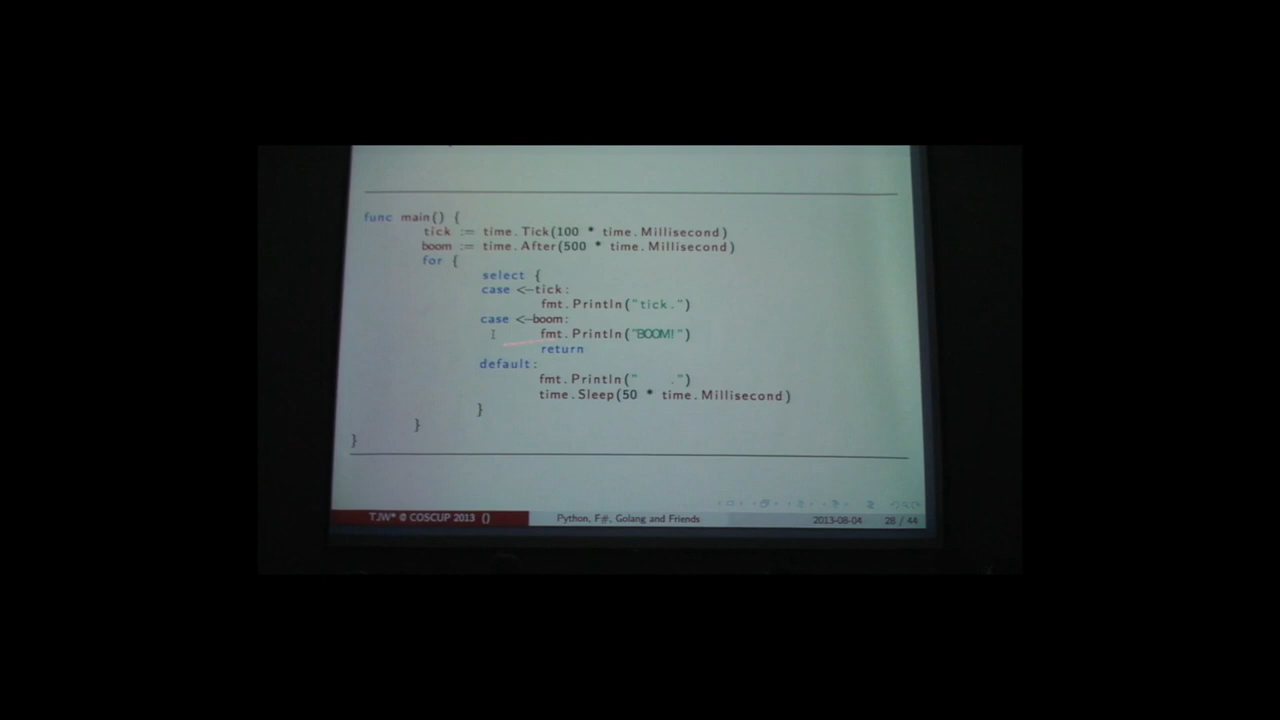 func main() {
tick := time.Tick(100 * time.Millisecond)
boom := time.After(500 * time.Millisecond)
for {
select {
case <-tick:
fmt.Println("tick.")
case <-boom:
fmt.Println("BOOM!")
return
default:
fmt.Println("    .")
time.Sleep(50 * time.Millisecond)
}
}
}
TJW* @ COSCUP 2013 () Python, F#, Golang and Friends 2013-08-04 28 / 44